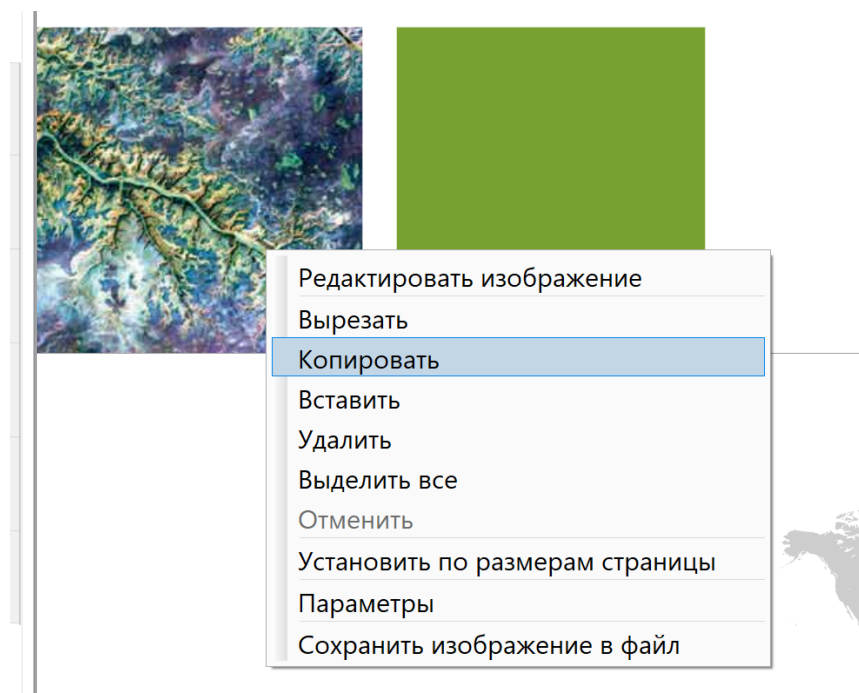 Редактировать изображение
Вырезать
Копировать
Вставить
Удалить
Выделить все
Отменить
Установить по размерам страницы
Параметры
Сохранить изображение в файл